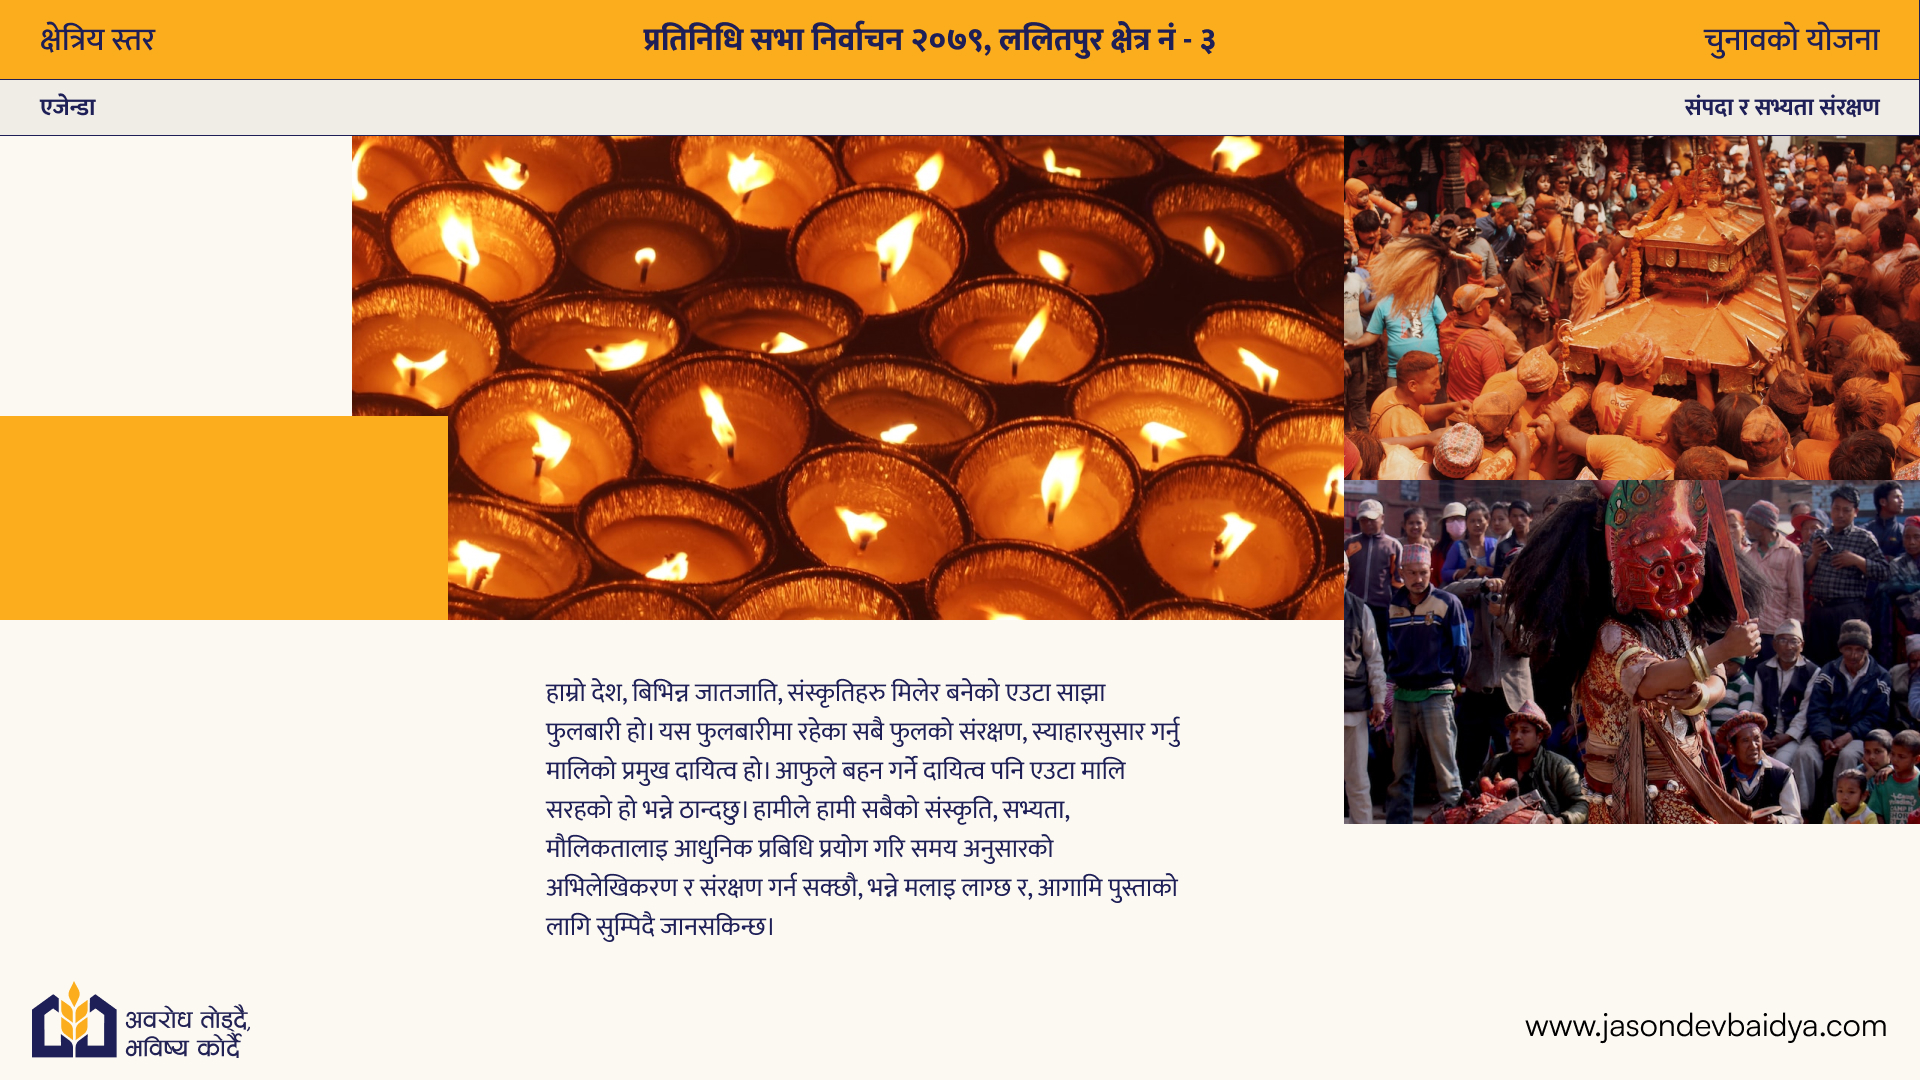 क्षेत्रिय स्तर
प्रतिनिधि सभा निर्वाचन २०७९, ललितपुर क्षेत्र नं - ३
चुनावको योजना
एजेन्डा
संपदा र सभ्यता संरक्षण
हाम्रो देश, बिभिन्न जातजाति, संस्कृतिहरु मिलेर बनेको एउटा साझा
फुलबारी हो। यस फुलबारीमा रहेका सबै फुलको संरक्षण, स्याहारसुसार गर्नु
मालिको प्रमुख दायित्व हो। आफुले बहन गर्ने दायित्व पनि एउटा मालि
सरहको हो भन्ने ठान्दछु। हामीले हामी सबैको संस्कृति, सभ्यता,
मौलिकतालाइ आधुनिक प्रबिधि प्रयोग गरि समय अनुसारको
अभिलेखिकरण र संरक्षण गर्न सक्छौ, भन्ने मलाइ लाग्छ र, आगामि पुस्ताको
लागि सुम्पिदै जानसकिन्छ।
अवरोध तोड्दै,
भविष्य कोर्दै
www.jasondevbaidya.com